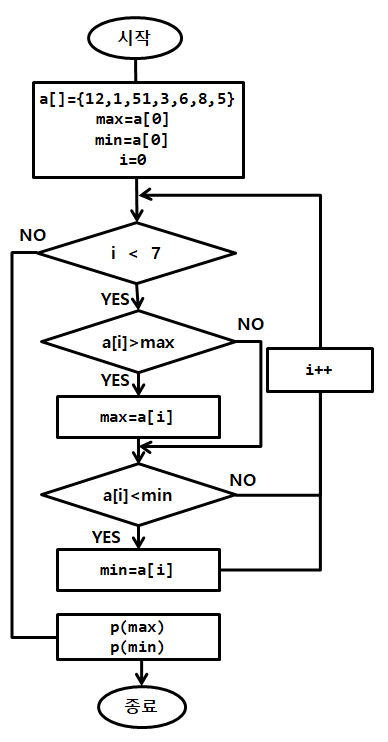 시작
a[]={12,1,51,3,6,8,5}
max=a[0]
min=a[0]
i=0
NO
i < 7
YES
NO
a[i]>max
i++
YES
max=a[i]
a[i]<min
NO
YES
min=a[i]
p(max)
p(min)
종료